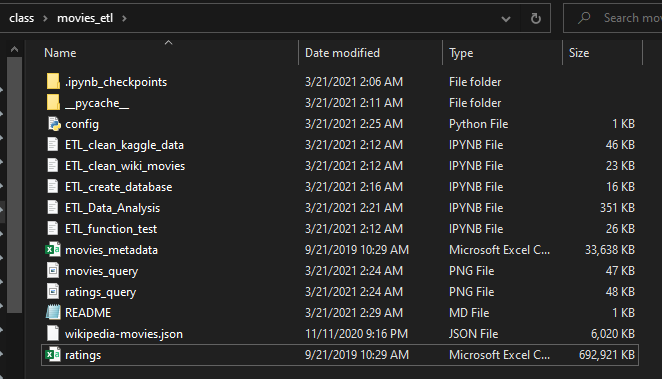 class › movies_etl › Search mov
Name Date modified Type Size
.ipynb_checkpoints 3/21/2021 2:06 AM File folder
__pycache__ 3/21/2021 2:11 AM File folder
config 3/21/2021 2:25 AM Python File 1 KB
ETL_clean_kaggle_data 3/21/2021 2:12 AM IPYNB File 46 KB
ETL_clean_wiki_movies 3/21/2021 2:12 AM IPYNB File 23 KB
ETL_create_database 3/21/2021 2:16 AM IPYNB File 16 KB
ETL_Data_Analysis 3/21/2021 2:21 AM IPYNB File 351 KB
ETL_function_test 3/21/2021 2:12 AM IPYNB File 26 KB
movies_metadata 9/21/2019 10:29 AM Microsoft Excel C... 33,638 KB
movies_query 3/21/2021 2:24 AM PNG File 47 KB
ratings_query 3/21/2021 2:24 AM PNG File 48 KB
README 3/21/2021 2:29 AM MD File 1 KB
wikipedia-movies.json 11/11/2020 9:16 PM JSON File 6,020 KB
ratings 9/21/2019 10:29 AM Microsoft Excel C... 692,921 KB